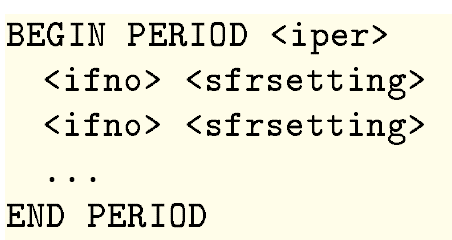 BEGIN PERIOD <iper>
  <ifno> <sfrsetting>
  <ifno> <sfrsetting>
  ...
END PERIOD